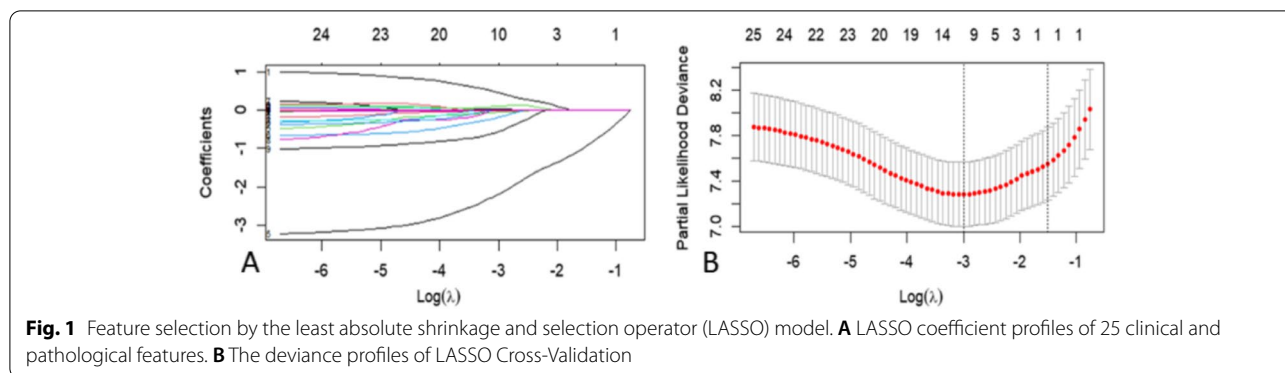 24 23 20 10 3 1
Coefficients
1
0
-1
-2
-3
-6 -5 -4 -3 -2 -1
Log(λ)
A
25 24 22 23 20 19 14 9 5 3 1 1 1
Partial Likelihood Deviance
8.2
7.8
7.4
7.0
-6 -5 -4 -3 -2 -1
Log(λ)
B
Fig. 1 Feature selection by the least absolute shrinkage and selection operator (LASSO) model. A LASSO coefficient profiles of 25 clinical and
pathological features. B The deviance profiles of LASSO Cross-Validation